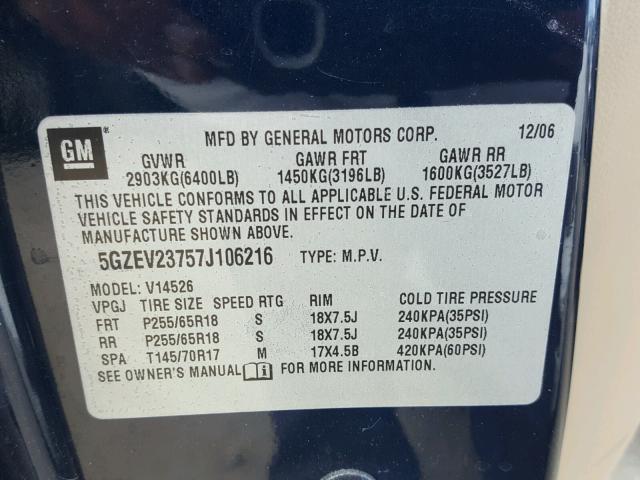 GM ® MFD BY GENERAL MOTORS CORP. 12/06
GVWR GAWR FRT GAWR RR
2903KG(6400LB) 1450KG(3196LB) 1600KG(3527LB)
THIS VEHICLE CONFORMS TO ALL APPLICABLE U.S. FEDERAL MOTOR
VEHICLE SAFETY STANDARDS IN EFFECT ON THE DATE OF
MANUFACTURE SHOWN ABOVE.
5GZEV23757J106216 TYPE: M.P.V.
MODEL: V14526
VPGJ TIRE SIZE SPEED RTG RIM COLD TIRE PRESSURE
FRT P255/65R18 S 18X7.5J 240KPA(35PSI)
RR P255/65R18 S 18X7.5J 240KPA(35PSI)
SPA T145/70R17 M 17X4.5B 420KPA(60PSI)
SEE OWNER'S MANUAL FOR MORE INFORMATION.